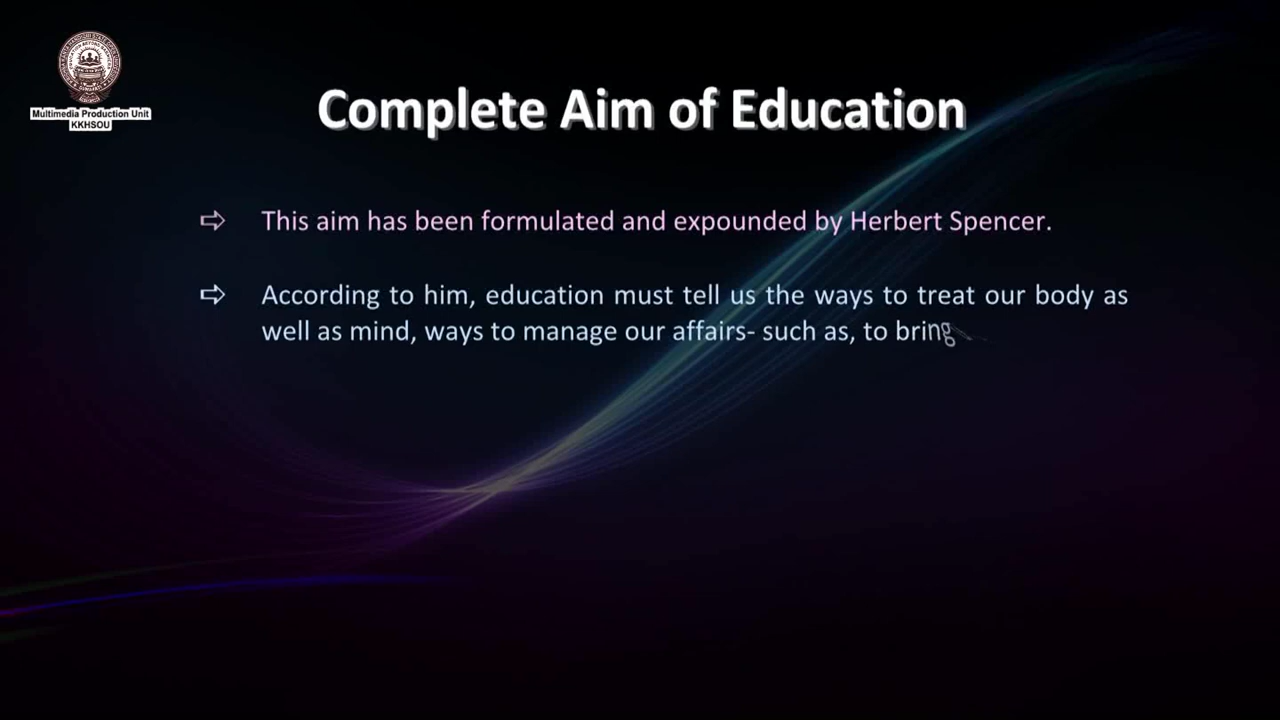 Multimedia Production Unit
KKHSOU
Complete Aim of Education
⇨ This aim has been formulated and expounded by Herbert Spencer.
⇨ According to him, education must tell us the ways to treat our body as
well as mind, ways to manage our affairs- such as, to bring